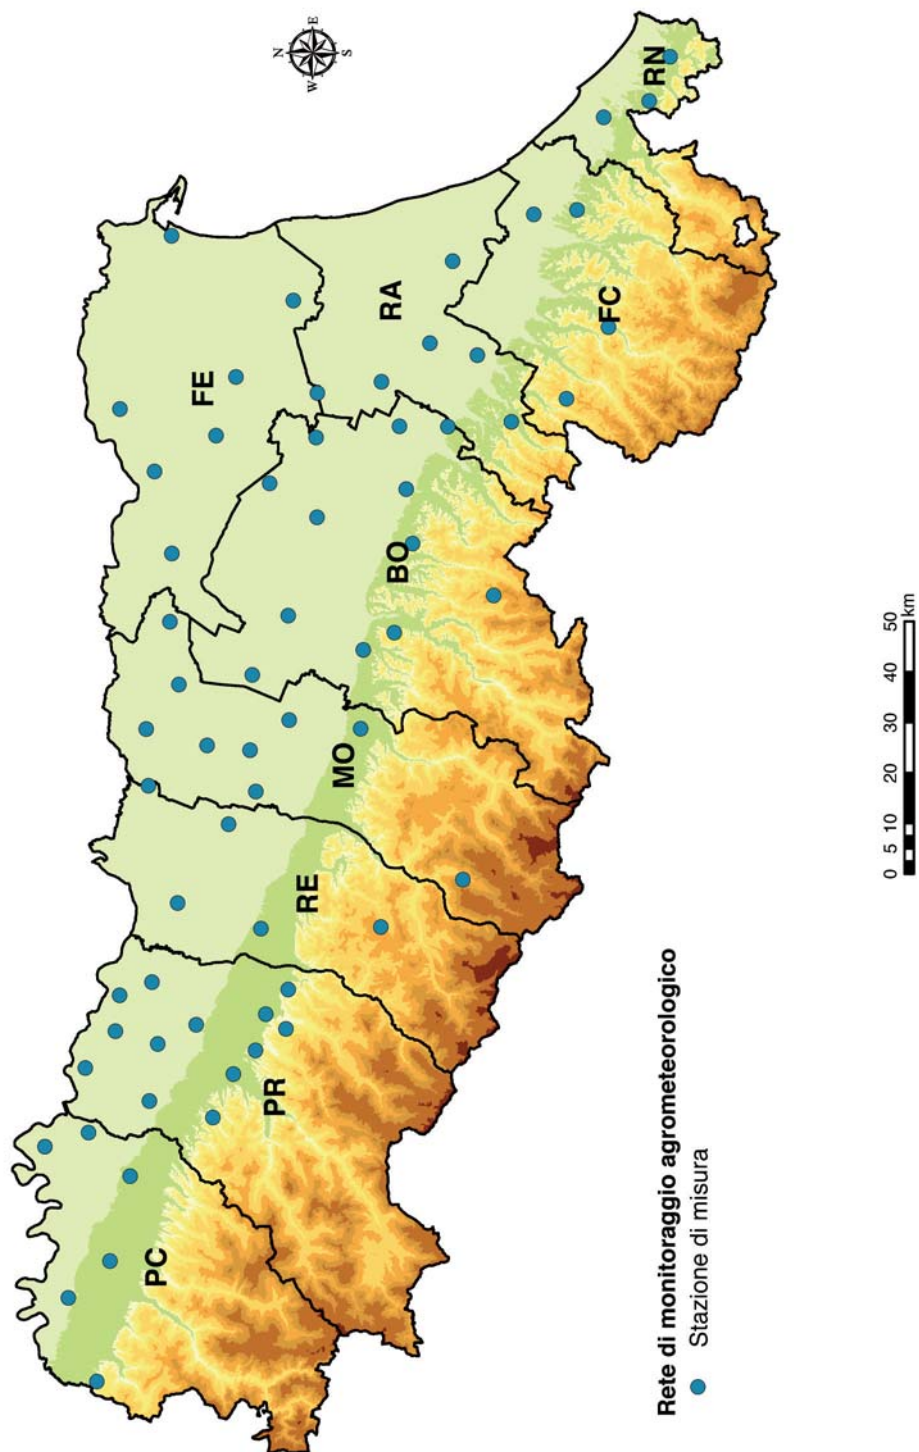 N
W E
S
PC
PR
RE
MO
BO
FE
RA
FC
RN
Rete di monitoraggio agrometeorologico
Stazione di misura
0 5 10 20 30 40 50
km